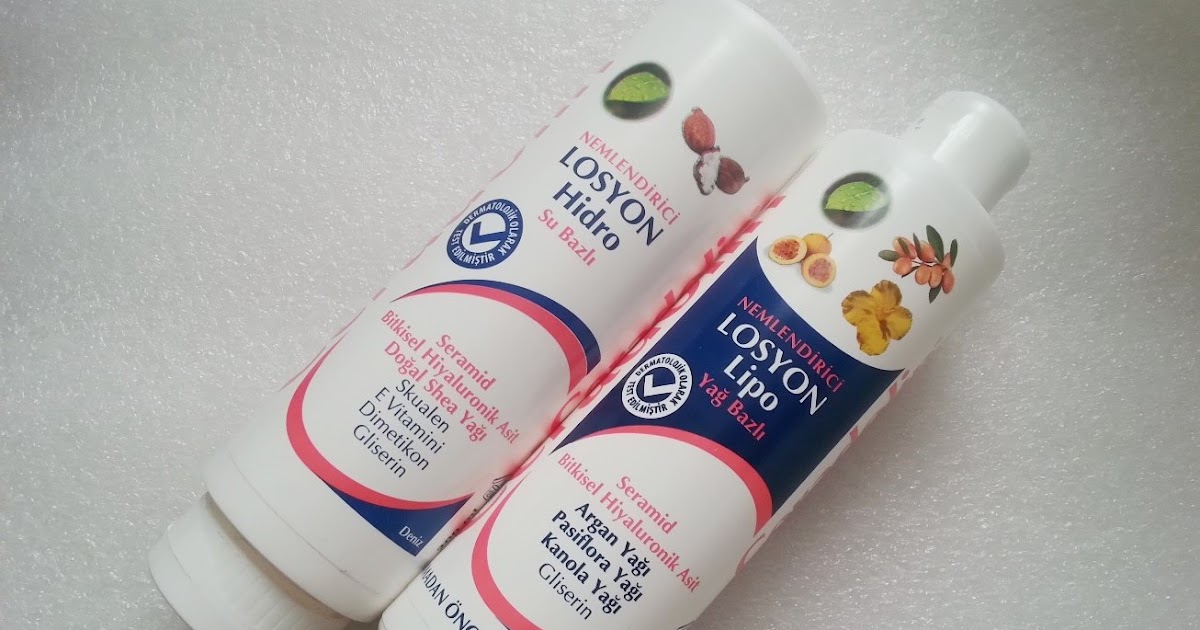 NEMLENDİRİCİ
LOSYON
Hidro
Su Bazlı
DERMATOLOJİK OLARAK
TEST EDİLMİŞTİR
Seramid
Bitkisel Hiyaluronik Asit
Doğal Shea Yağı
Skualen
E Vitamini
Dimetikon
Gliserin
Deniz
NEMLENDİRİCİ
LOSYON
Lipo
Yağ Bazlı
DERMATOLOJİK OLARAK
TEST EDİLMİŞTİR
Seramid
Bitkisel Hiyaluronik Asit
Argan Yağı
Pasiflora Yağı
Kanola Yağı
Gliserin